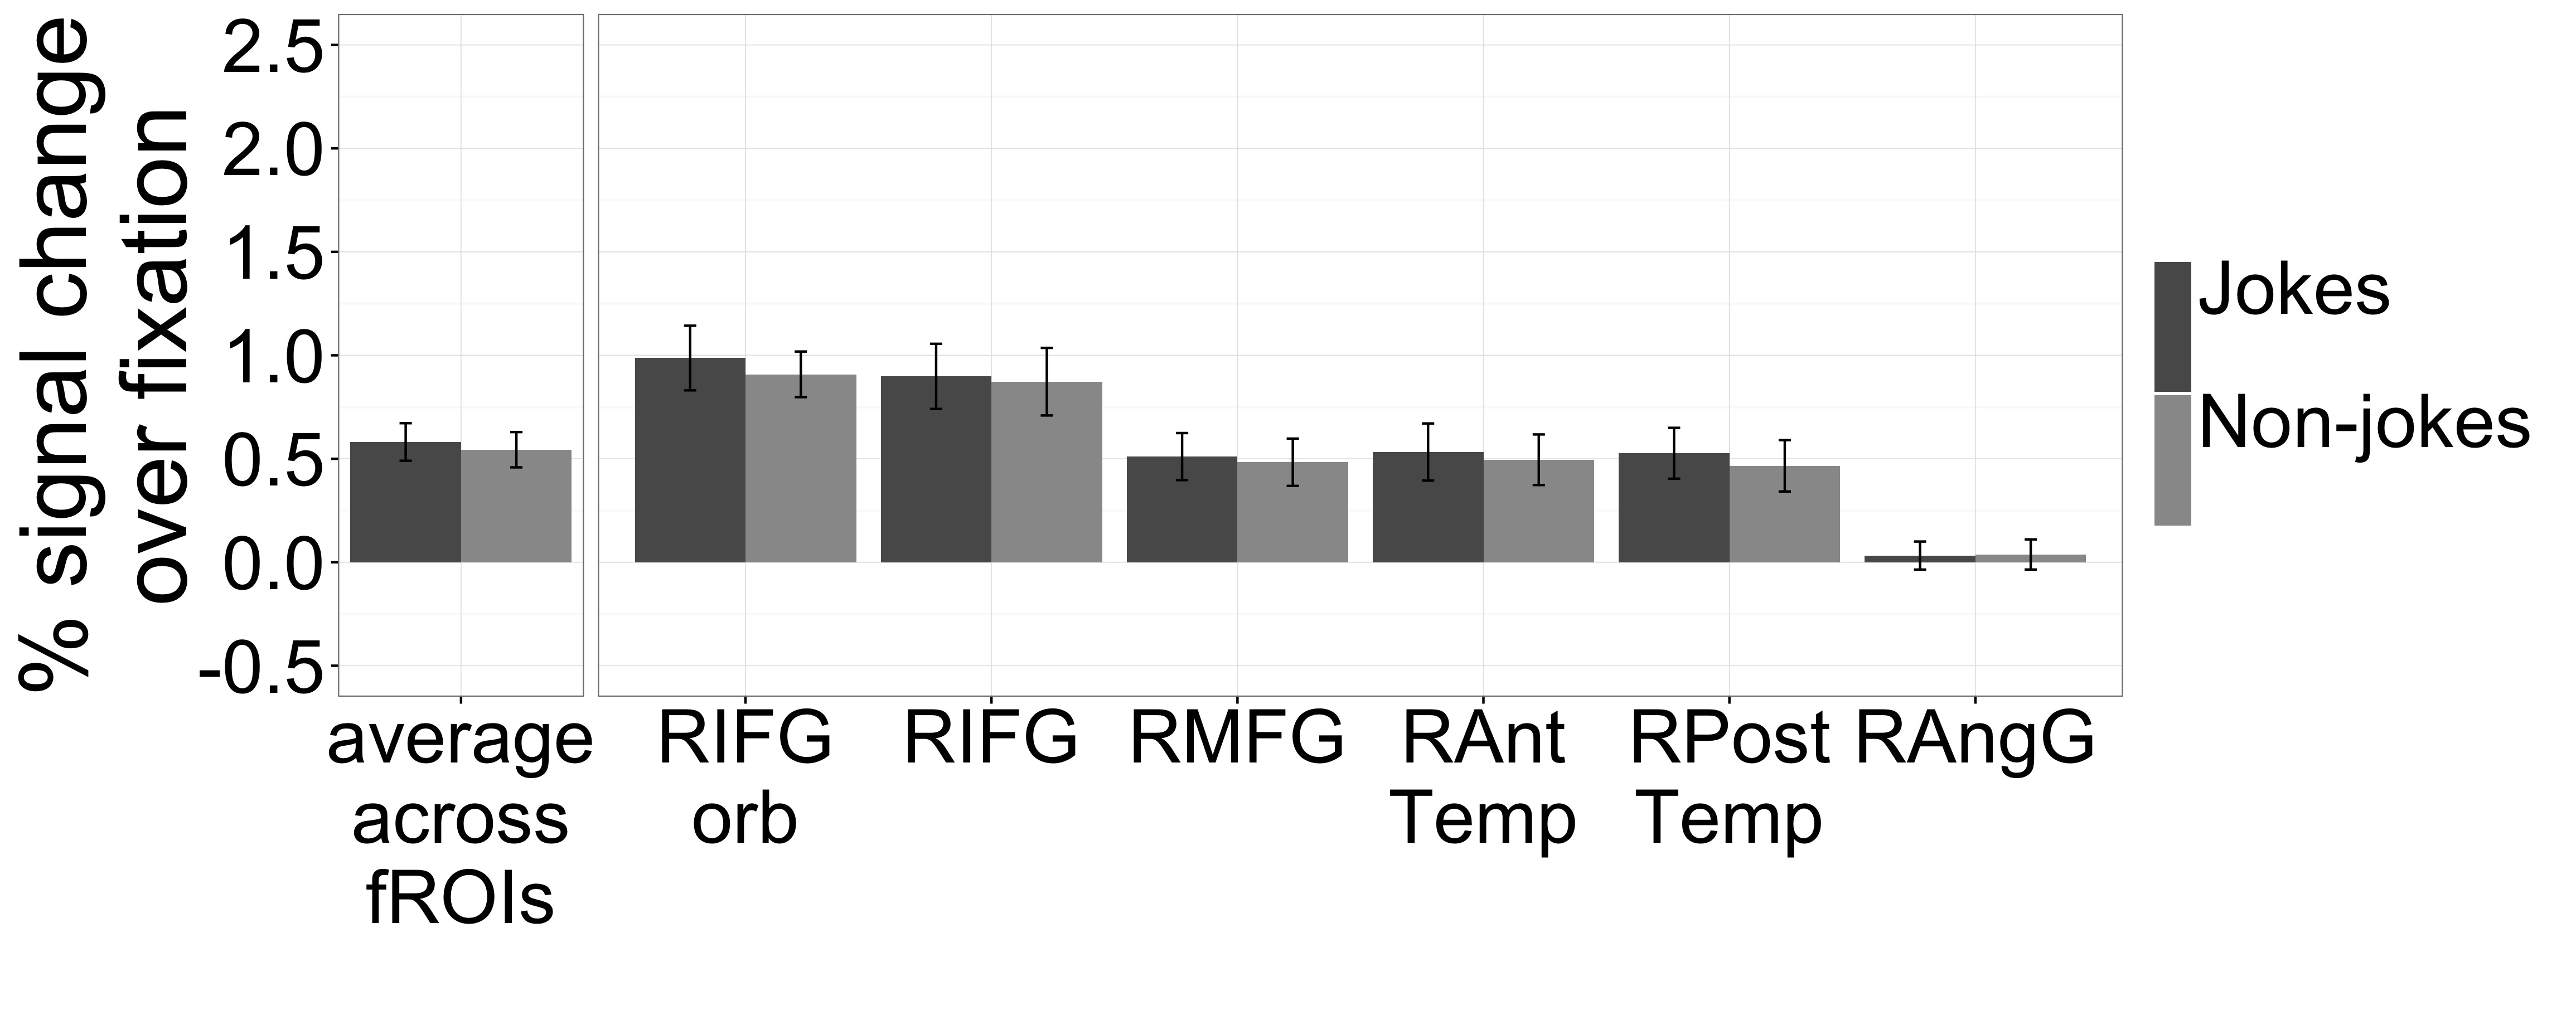 % signal change
over fixation
2.5
2.0
1.5
1.0
0.5
0.0
-0.5
average
across
fROIs
RIFG
orb
RIFG
RMFG
RAnt
Temp
RPost
Temp
RAngG
Jokes
Non-jokes